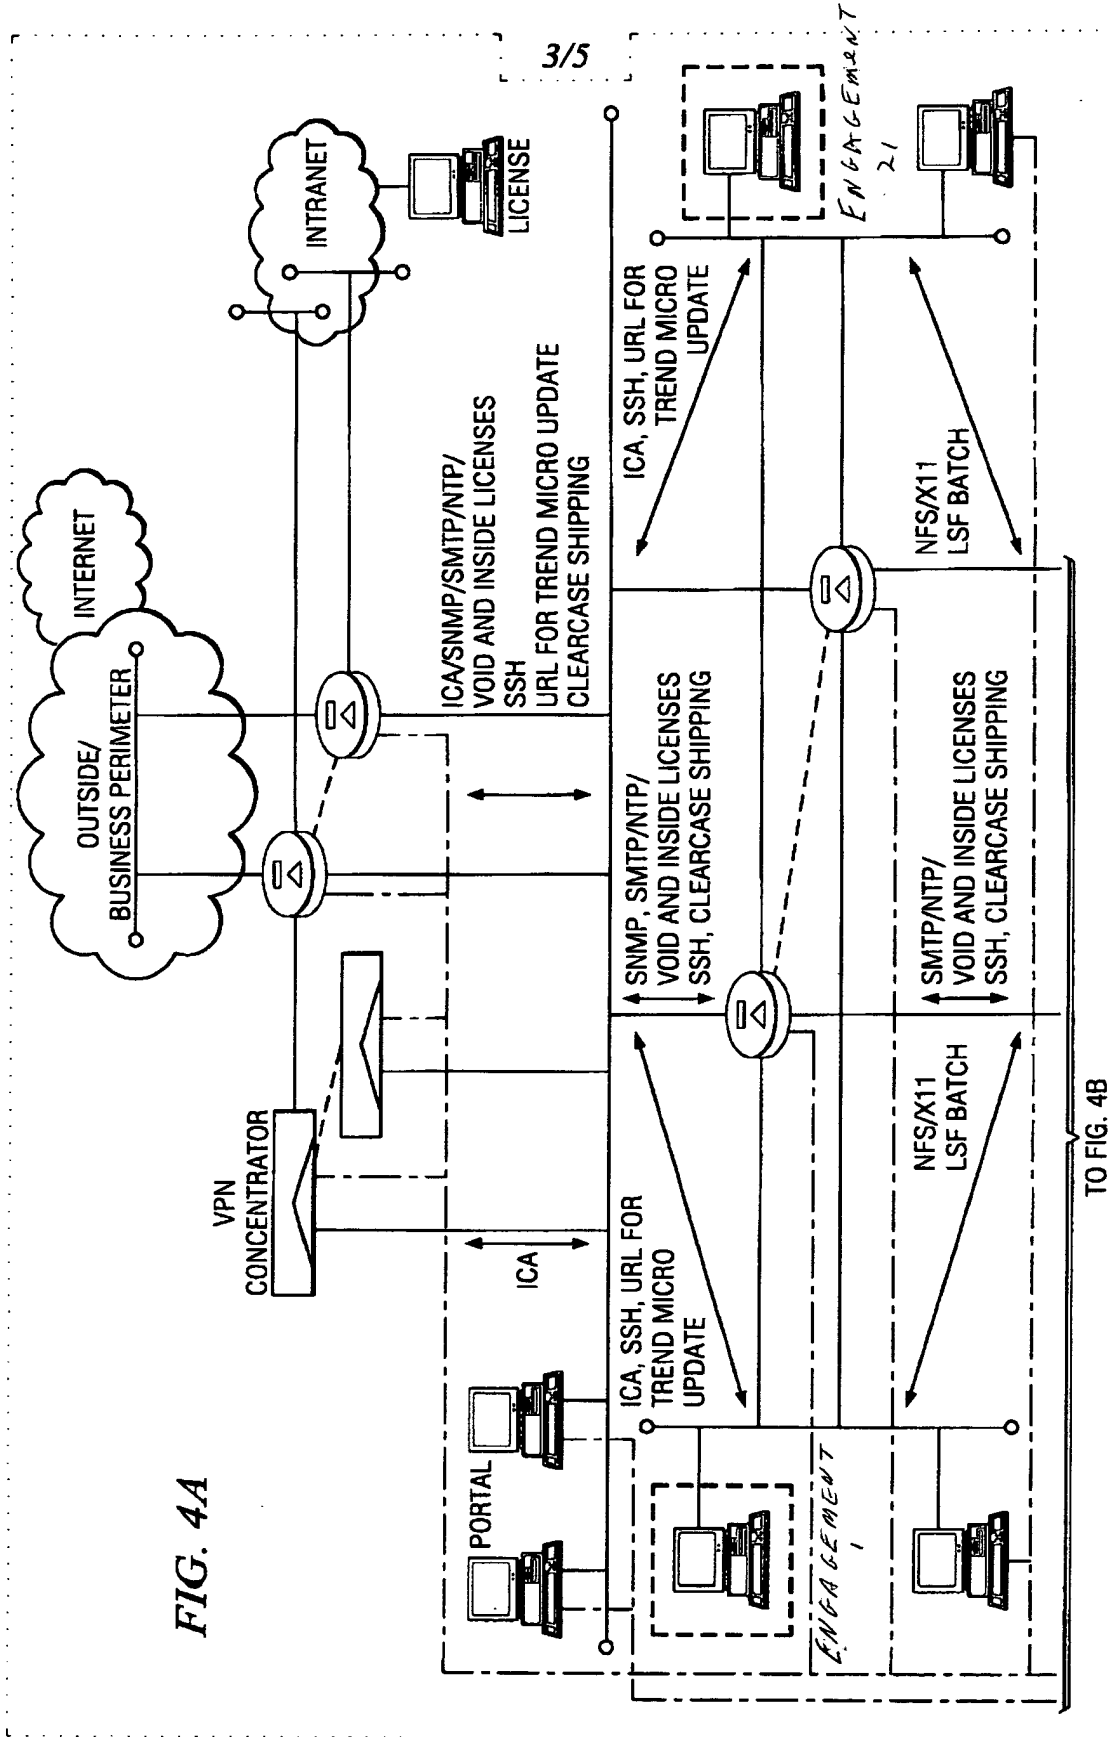 3/5
FIG. 4A
OUTSIDE/
BUSINESS PERIMETER
INTERNET
INTRANET
LICENSE
VPN
CONCENTRATOR
PORTAL
ICA
ICA/SNMP/SMTP/NTP/
VOID AND INSIDE LICENSES
SSH
URL FOR TREND MICRO UPDATE
CLEARCASE SHIPPING
ICA, SSH, URL FOR
TREND MICRO
UPDATE
SNMP, SMTP/NTP/
VOID AND INSIDE LICENSES
SSH, CLEARCASE SHIPPING
ICA, SSH, URL FOR
TREND MICRO
UPDATE
ENGAGEMENT
1
ENGAGEMENT
21
NFS/X11
LSF BATCH
SMTP/NTP/
VOID AND INSIDE LICENSES
SSH, CLEARCASE SHIPPING
NFS/X11
LSF BATCH
TO FIG. 4B